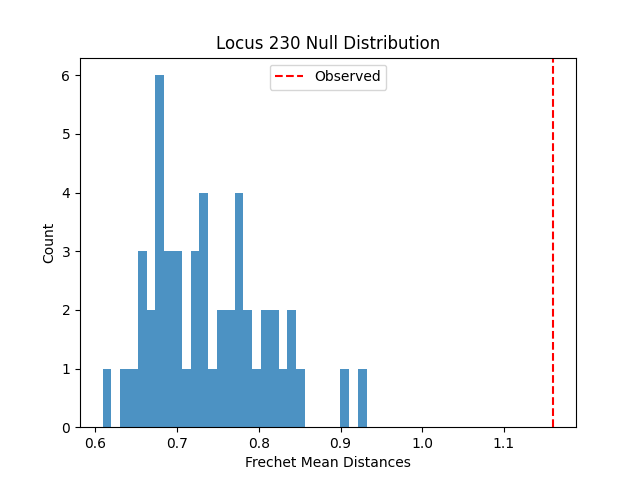 Locus 230 Null Distribution
Observed
6
5
4
3
2
1
0
Count
0.6 0.7 0.8 0.9 1.0 1.1
Frechet Mean Distances